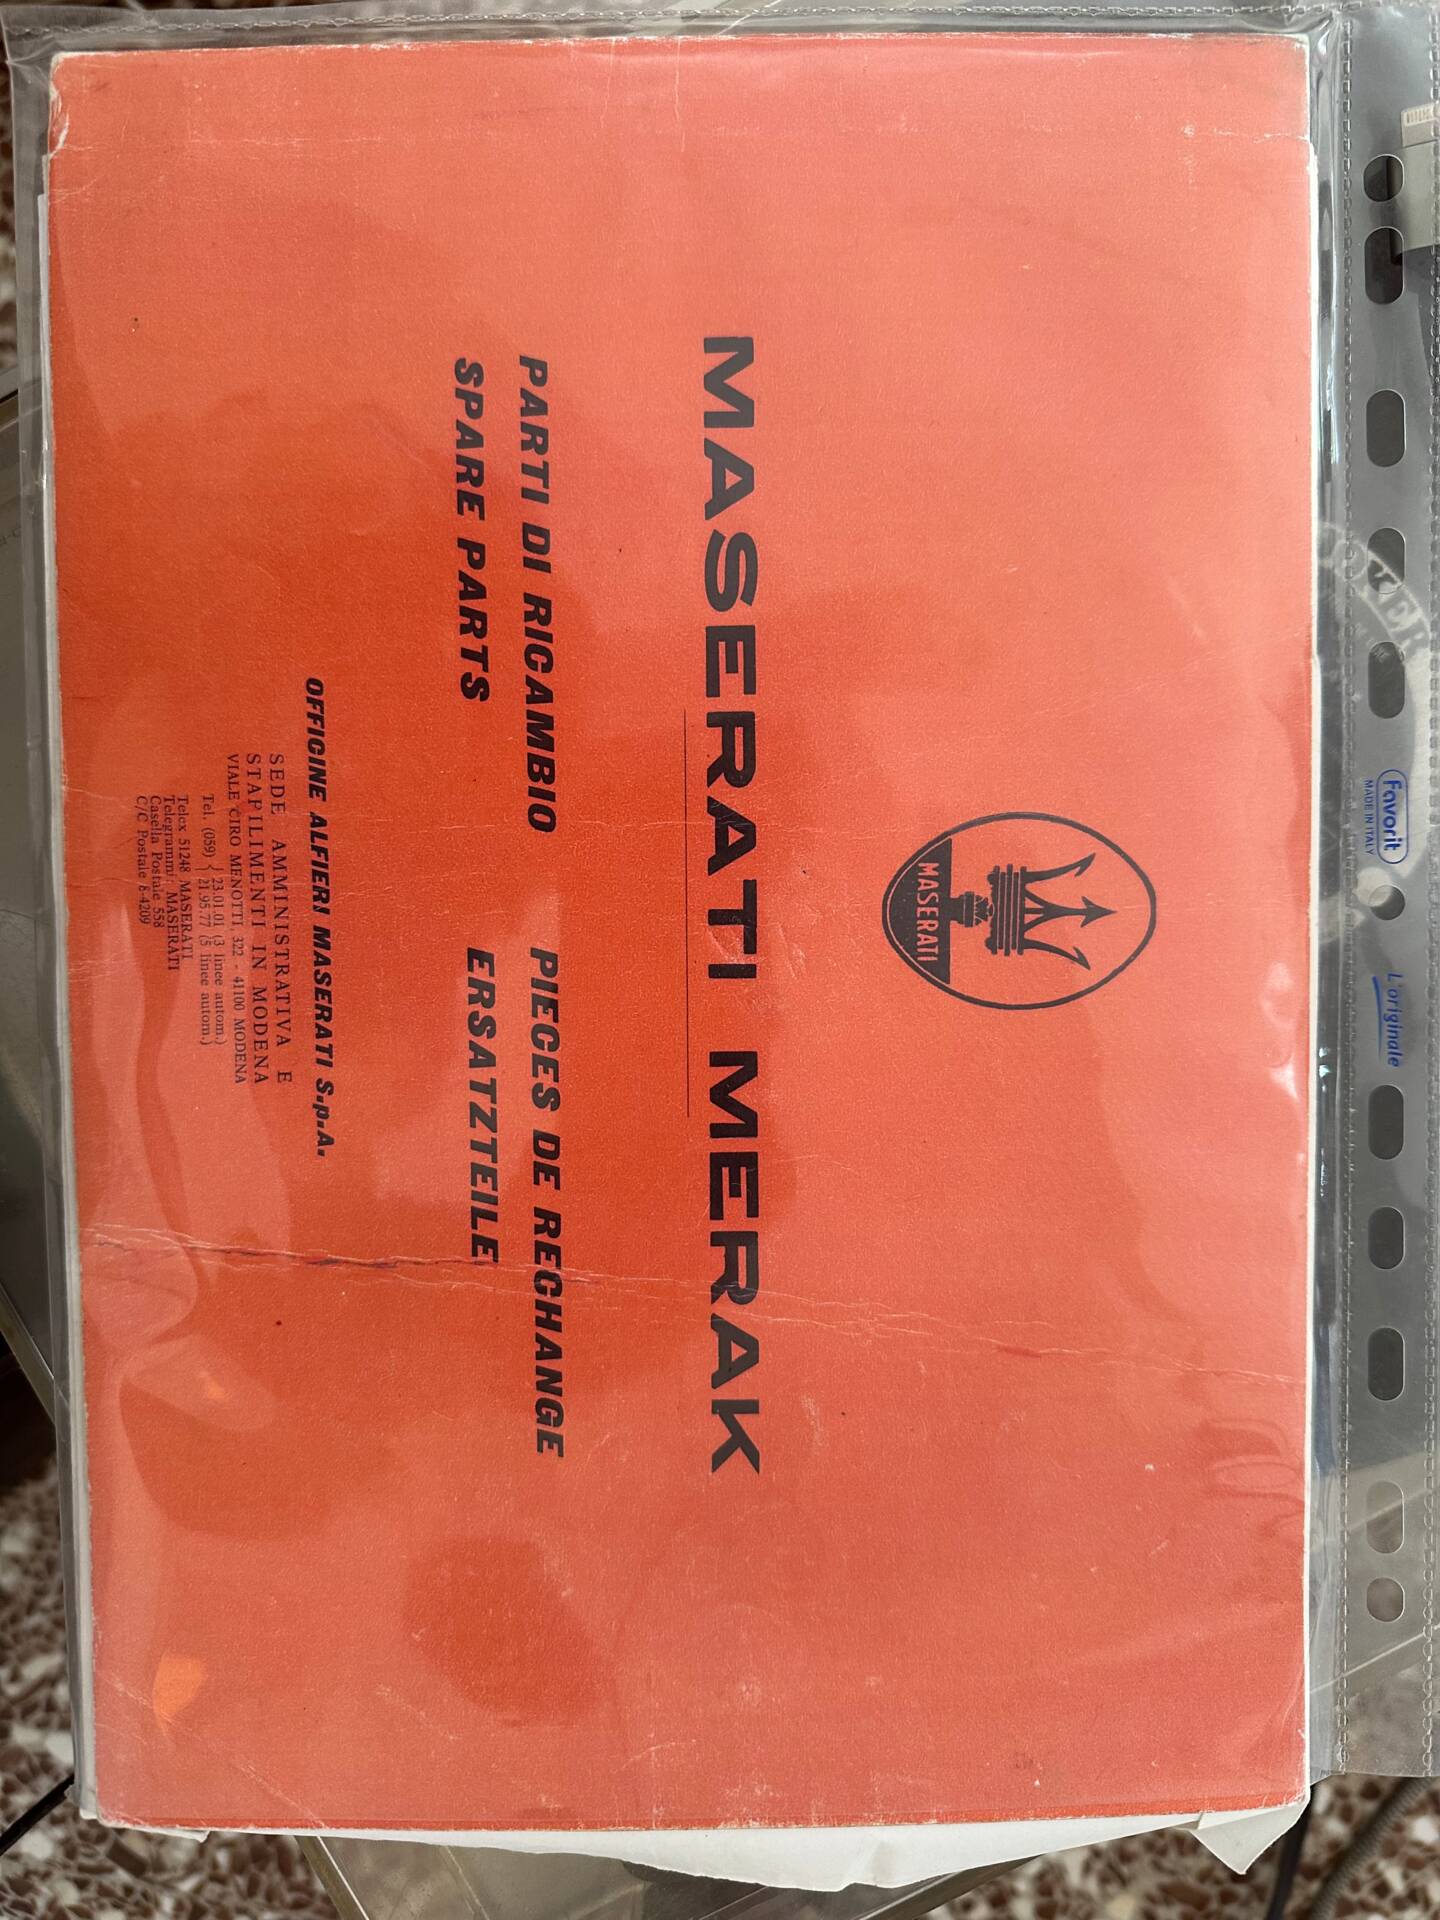 MASERATI
MASERATI MERAK
PARTI DI RICAMBIO
PIECES DE RECHANGE
SPARE PARTS
ERSATZTEILE
OFFICINE ALFIERI MASERATI S.p.A.
SEDE AMMINISTRATIVA E
STAPILIMENTI IN MODENA
VIALE CIRO MENOTTI, 322 - 41100 MODENA
Tel. (059) { 23.01.01 (3 linee autom.)
21.95.77 (5 linee autom.)
Telex 51248 MASERATI
Telegrammi: MASERATI
Casella Postale 558
C/C Postale 8-4209
Favorit
MADE IN ITALY
L'originale